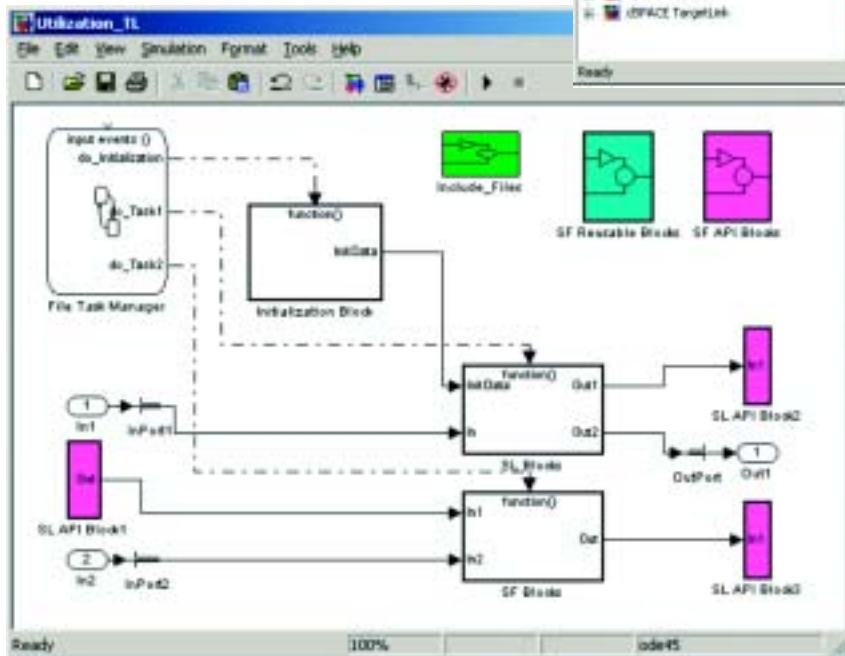 dSPACE TargetLink
Ready
Utilization_TL
File Edit View Simulation Format Tools Help
input events ()
do_Initialization
do_Task1
do_Task2
File Task Manager
function()
InitData
Initialization Block
Include_Files
SF Reusable Blocks
SF API Blocks
function()
InitData
Out1
In
Out2
SL_Blocks
In1
SL API Block2
1
In1
InPort1
OutPort
1
Out1
Out
SL API Block1
function()
In1
In2
Out
SF Blocks
2
In2
InPort2
In1
SL API Block3
Ready
100%
ode45